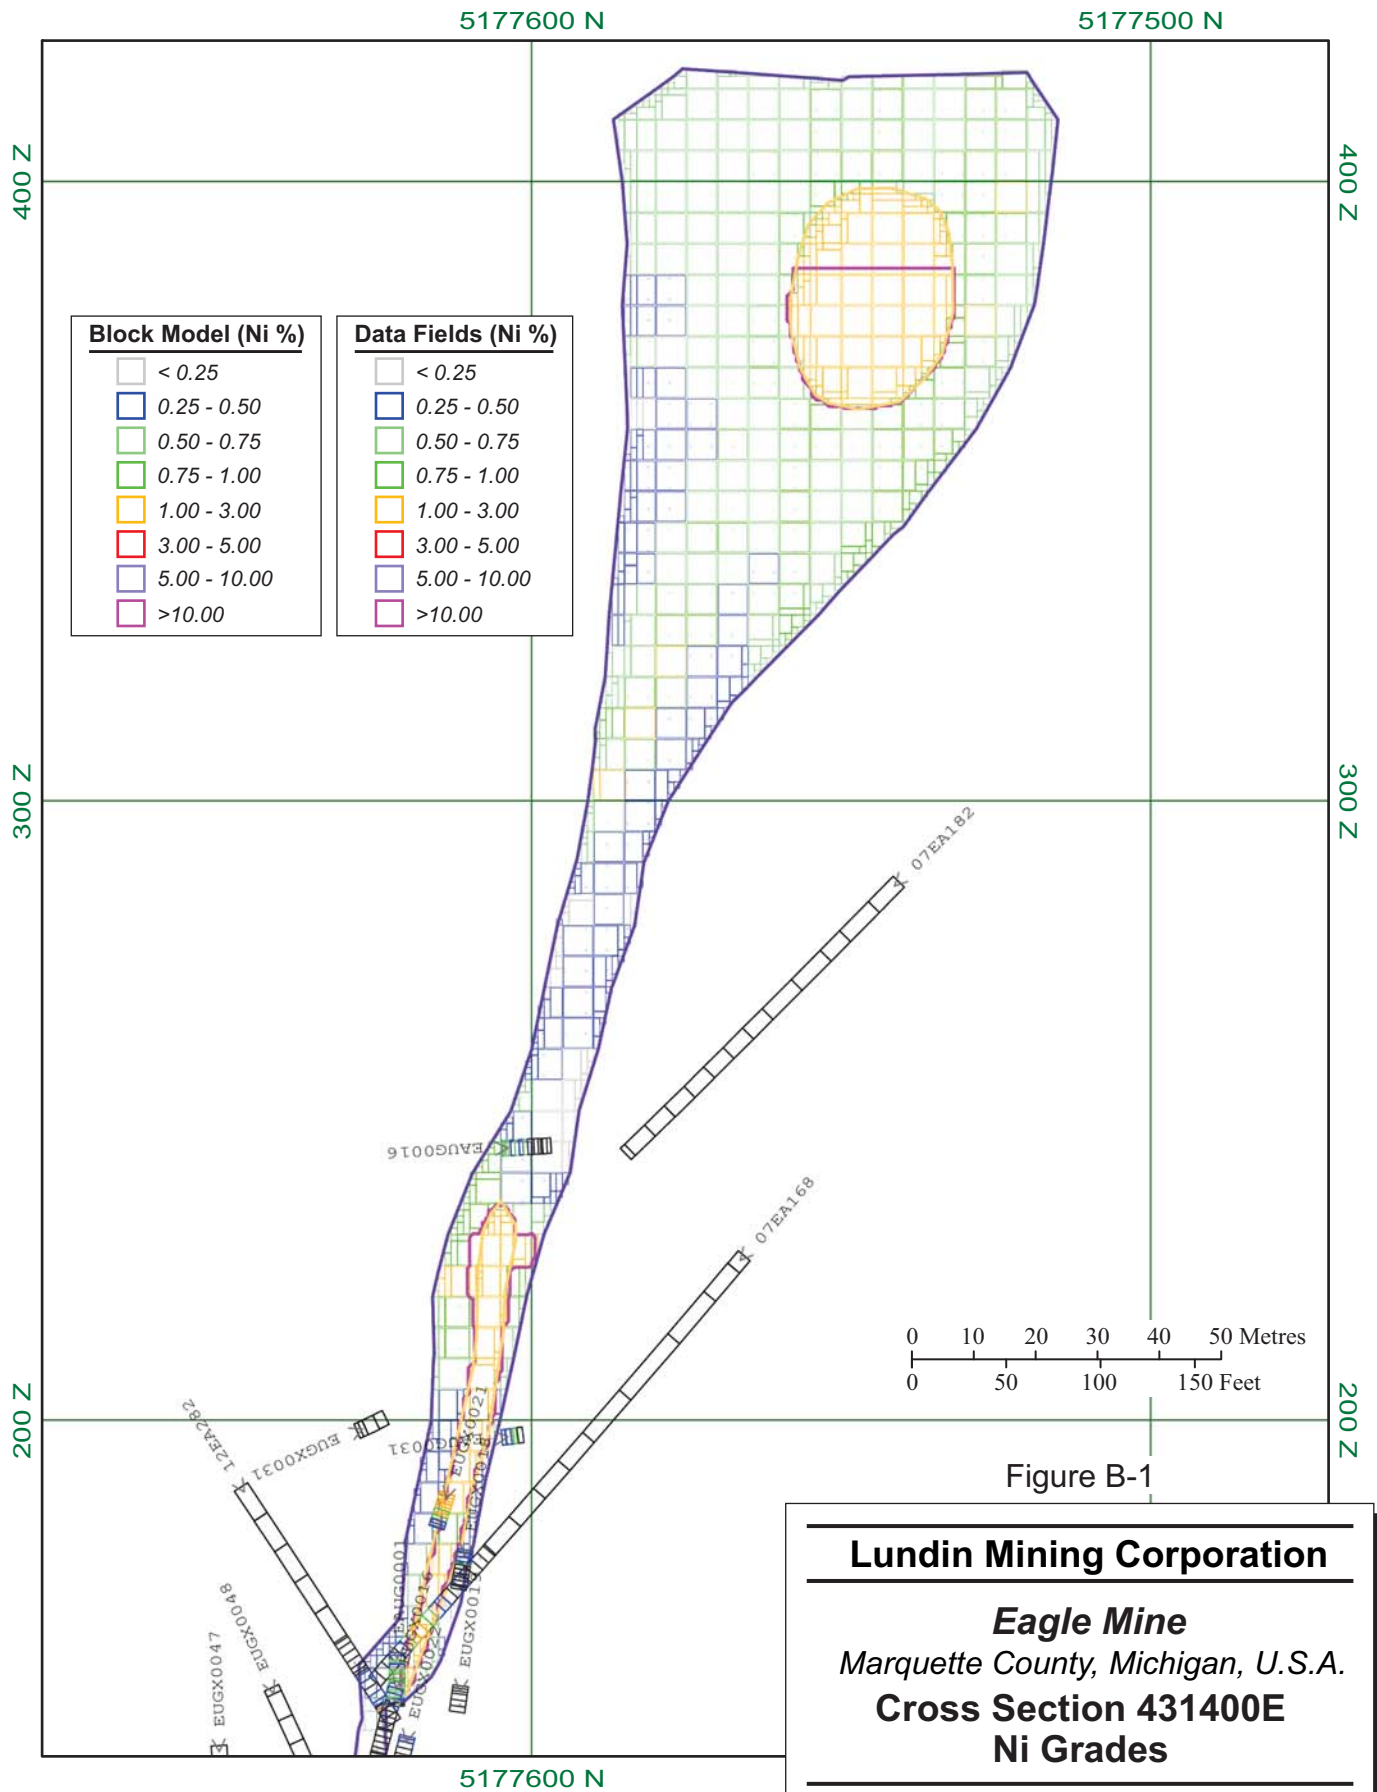 5177600 N
5177500 N
400 Z
400 Z
Block Model (Ni %)
< 0.25
0.25 - 0.50
0.50 - 0.75
0.75 - 1.00
1.00 - 3.00
3.00 - 5.00
5.00 - 10.00
>10.00
Data Fields (Ni %)
< 0.25
0.25 - 0.50
0.50 - 0.75
0.75 - 1.00
1.00 - 3.00
3.00 - 5.00
5.00 - 10.00
>10.00
300 Z
300 Z
07EA182
EAUG0016
07EA168
0 10 20 30 40 50 Metres
0 50 100 150 Feet
200 Z
200 Z
12EA282
EUGX0031
EUGX0021
EUGX0048
EUGX0047
EUGX0019
EUGX0022
Figure B-1
Lundin Mining Corporation
Eagle Mine
Marquette County, Michigan, U.S.A.
Cross Section 431400E
Ni Grades
5177600 N